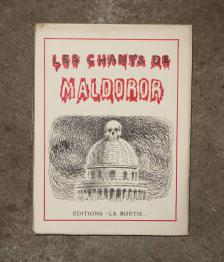 LES CHANTS DE
MALDOROR
EDITIONS "LA BOETIE"